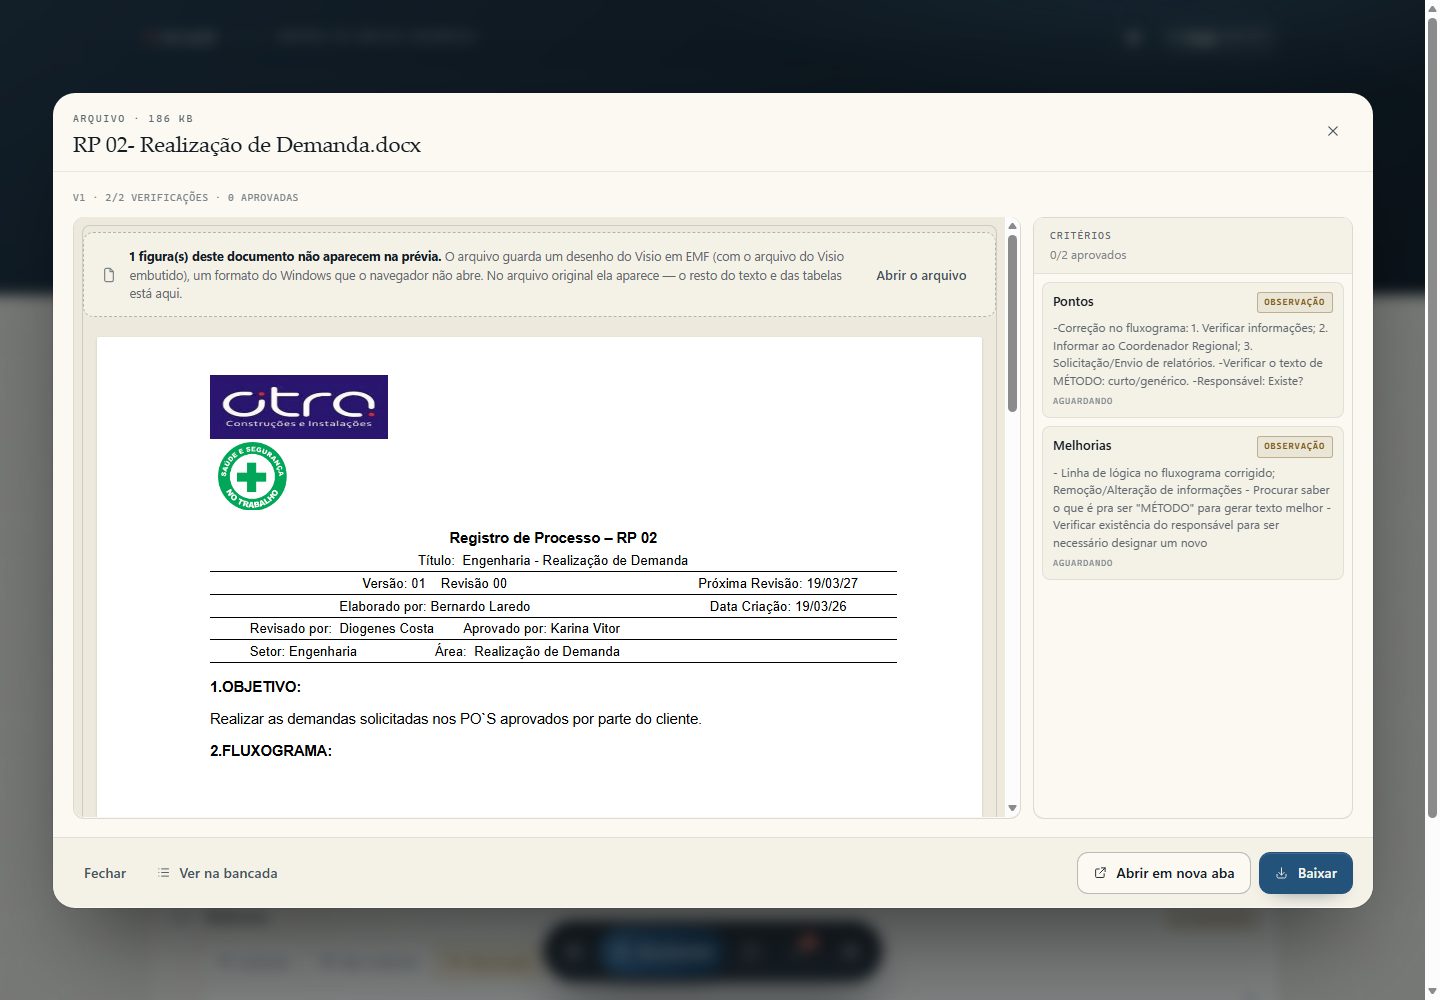 ARQUIVO · 186 KB
RP 02- Realização de Demanda.docx
V1 · 2/2 VERIFICAÇÕES · 0 APROVADAS
1 figura(s) deste documento não aparecem na prévia. O arquivo guarda um desenho do Visio em EMF (com o arquivo do Visio
embutido), um formato do Windows que o navegador não abre. No arquivo original ela aparece — o resto do texto e das tabelas
está aqui.
Abrir o arquivo
otra
Construções e Instalações
SAÚDE E SEGURANÇA
NO TRABALHO
Registro de Processo – RP 02
Título: Engenharia - Realização de Demanda
Versão: 01 Revisão 00 Próxima Revisão: 19/03/27
Elaborado por: Bernardo Laredo Data Criação: 19/03/26
Revisado por: Diogenes Costa Aprovado por: Karina Vitor
Setor: Engenharia Área: Realização de Demanda
1.OBJETIVO:
Realizar as demandas solicitadas nos PO`S aprovados por parte do cliente.
2.FLUXOGRAMA:
CRITÉRIOS
0/2 aprovados
Pontos OBSERVAÇÃO
-Correção no fluxograma: 1. Verificar informações; 2.
Informar ao Coordenador Regional; 3.
Solicitação/Envio de relatórios. -Verificar o texto de
MÉTODO: curto/genérico. -Responsável: Existe?
AGUARDANDO
Melhorias OBSERVAÇÃO
- Linha de lógica no fluxograma corrigido;
Remoção/Alteração de informações - Procurar saber
o que é pra ser "MÉTODO" para gerar texto melhor -
Verificar existência do responsável para ser
necessário designar um novo
AGUARDANDO
Fechar
Ver na bancada
Abrir em nova aba
Baixar